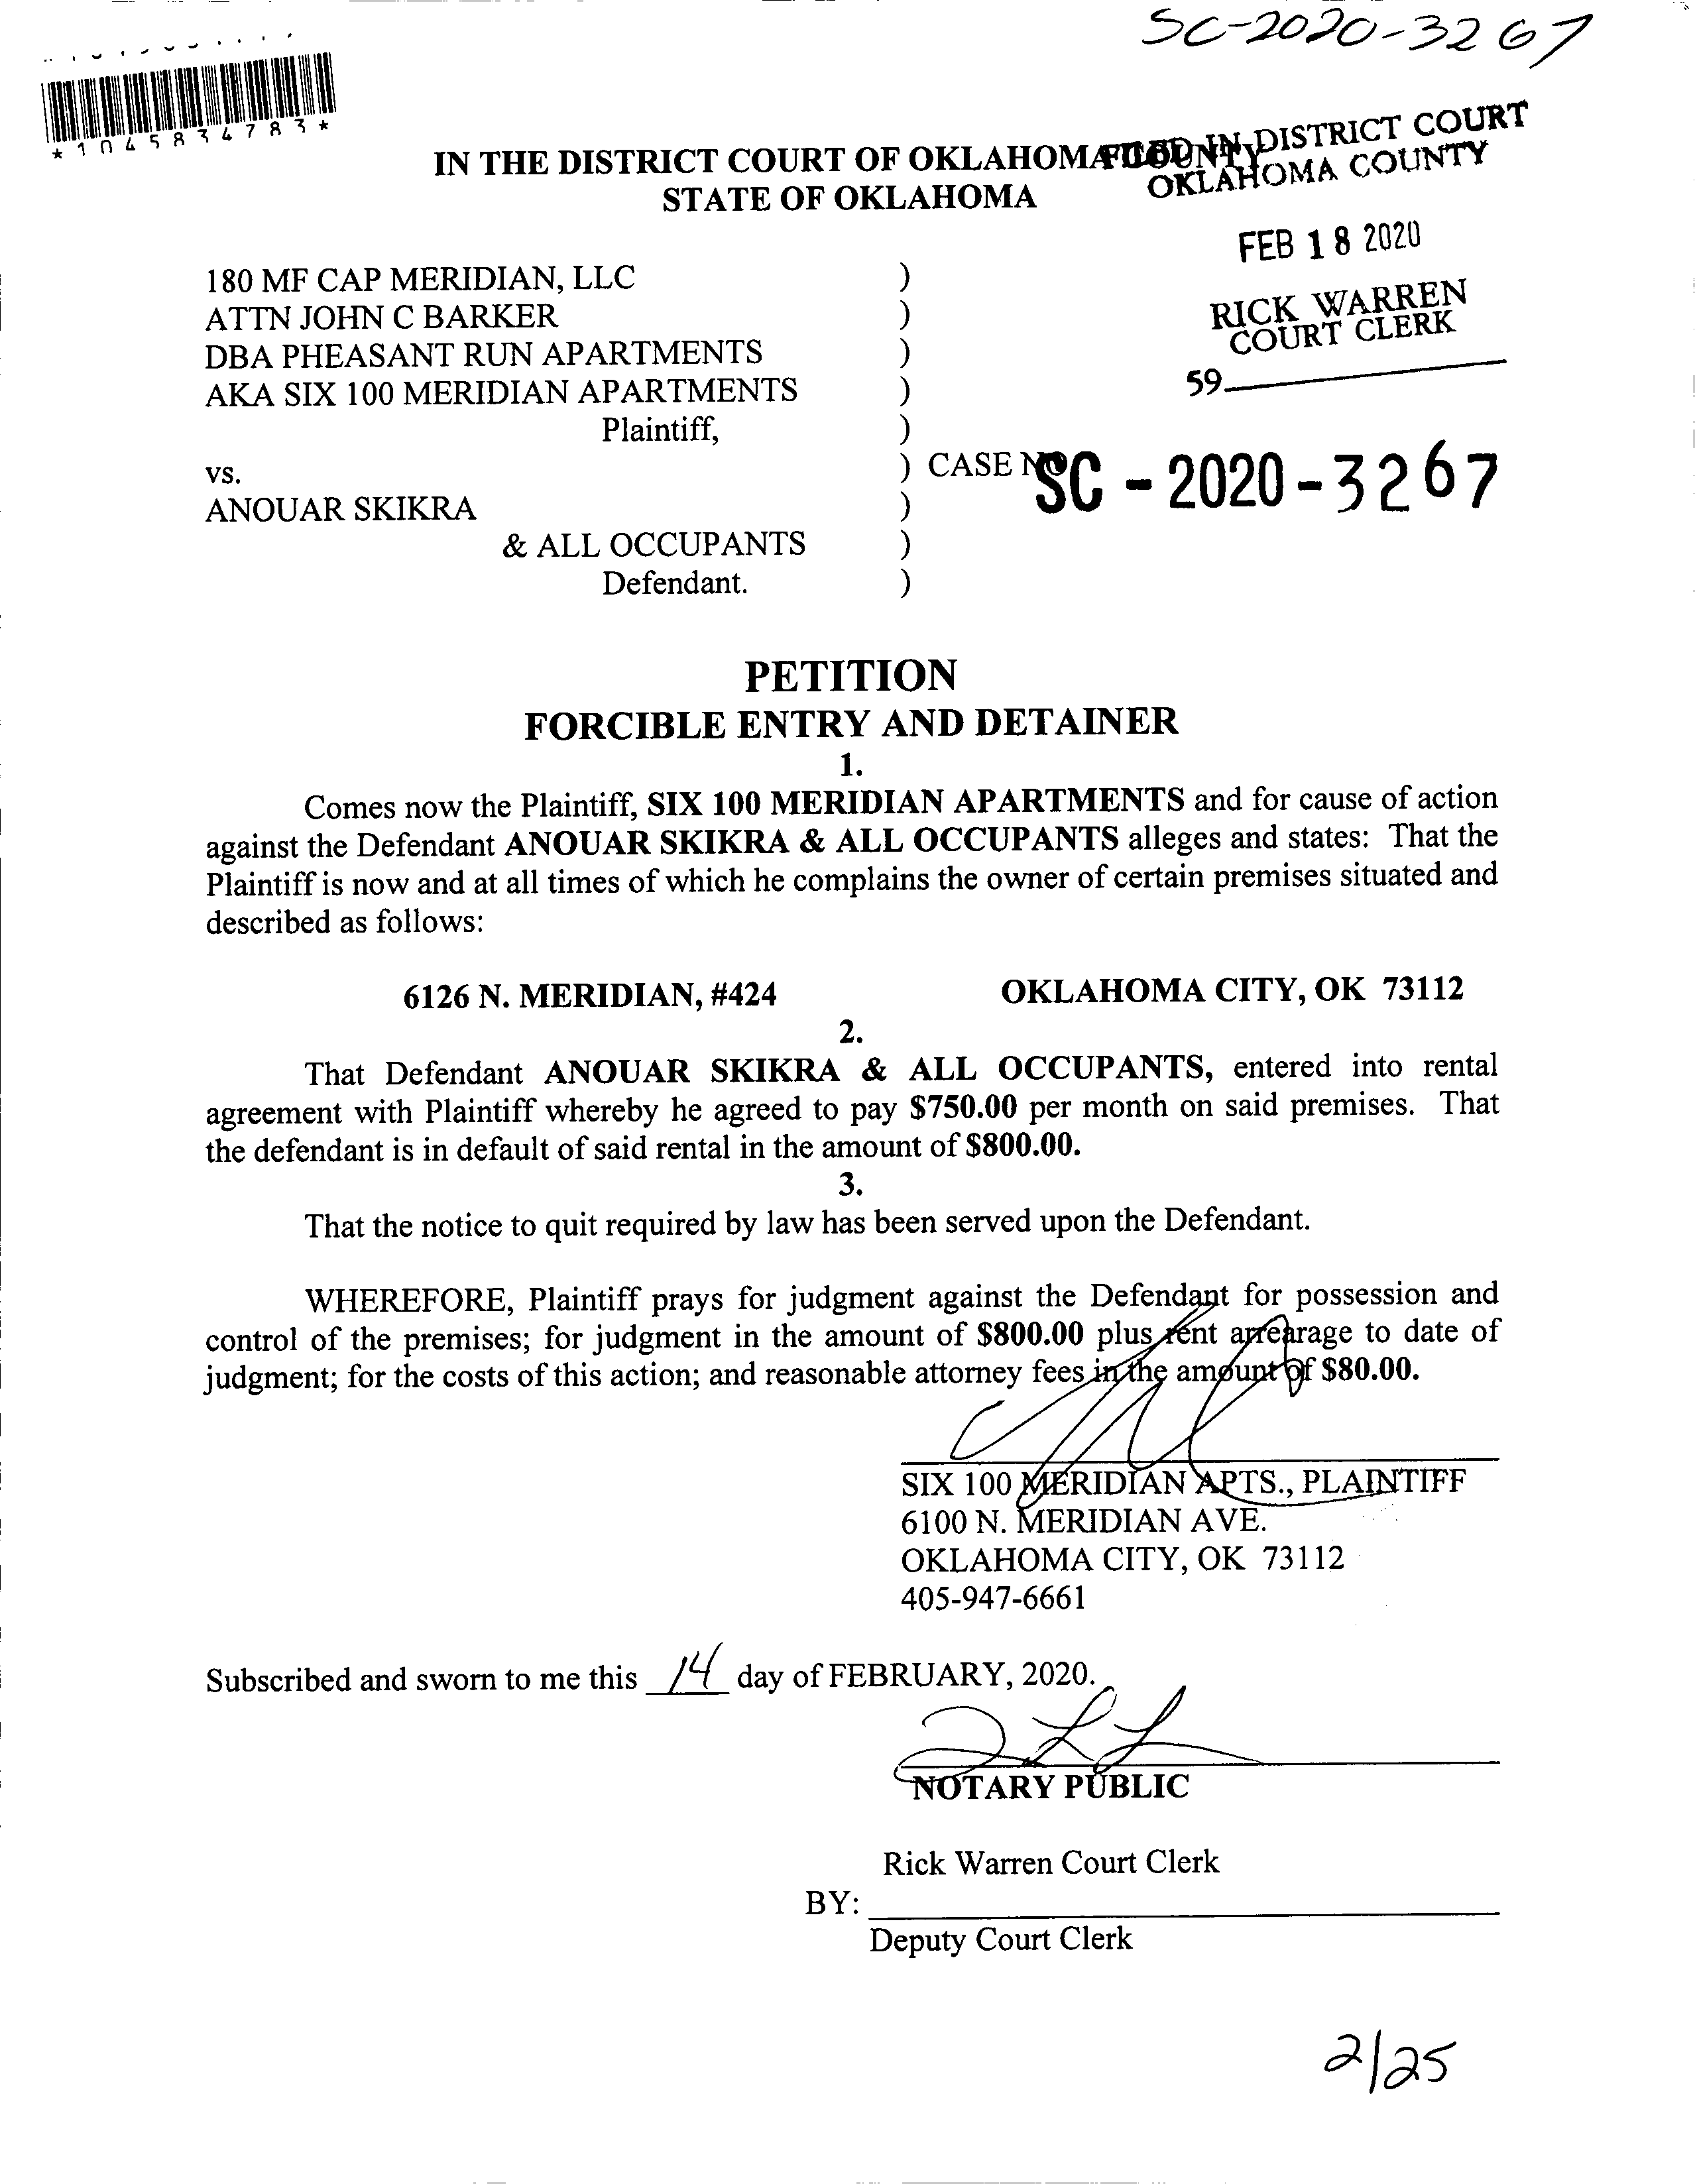 SC-2020-3267
*1045834783*
FILED IN DISTRICT COURT
OKLAHOMA COUNTY
IN THE DISTRICT COURT OF OKLAHOMA COUNTY
STATE OF OKLAHOMA
FEB 18 2020
RICK WARREN
COURT CLERK
59
180 MF CAP MERIDIAN, LLC )
ATTN JOHN C BARKER )
DBA PHEASANT RUN APARTMENTS )
AKA SIX 100 MERIDIAN APARTMENTS )
Plaintiff, )
vs. ) CASE NO SC - 2020 - 3267
ANOUAR SKIKRA )
& ALL OCCUPANTS )
Defendant. )
PETITION
FORCIBLE ENTRY AND DETAINER
1.
Comes now the Plaintiff, SIX 100 MERIDIAN APARTMENTS and for cause of action
against the Defendant ANOUAR SKIKRA & ALL OCCUPANTS alleges and states: That the
Plaintiff is now and at all times of which he complains the owner of certain premises situated and
described as follows:
6126 N. MERIDIAN, #424 OKLAHOMA CITY, OK 73112
2.
That Defendant ANOUAR SKIKRA & ALL OCCUPANTS, entered into rental
agreement with Plaintiff whereby he agreed to pay $750.00 per month on said premises. That
the defendant is in default of said rental in the amount of $800.00.
3.
That the notice to quit required by law has been served upon the Defendant.
WHEREFORE, Plaintiff prays for judgment against the Defendant for possession and
control of the premises; for judgment in the amount of $800.00 plus rent arrearage to date of
judgment; for the costs of this action; and reasonable attorney fees in the amount of $80.00.
SIX 100 MERIDIAN APTS., PLAINTIFF
6100 N. MERIDIAN AVE.
OKLAHOMA CITY, OK 73112
405-947-6661
Subscribed and sworn to me this 14 day of FEBRUARY, 2020.
NOTARY PUBLIC
Rick Warren Court Clerk
BY:
Deputy Court Clerk
2/25